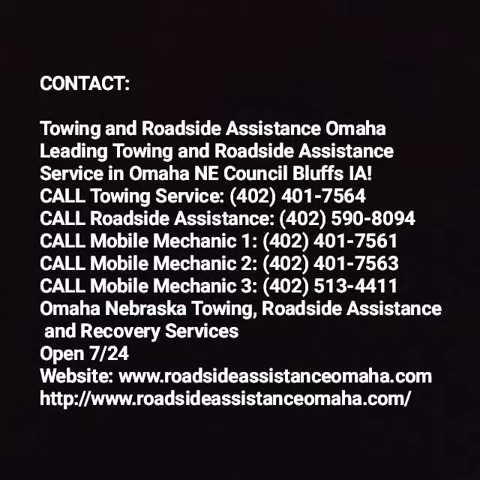 CONTACT:
Towing and Roadside Assistance Omaha
Leading Towing and Roadside Assistance
Service in Omaha NE Council Bluffs IA!
CALL Towing Service: (402) 401-7564
CALL Roadside Assistance: (402) 590-8094
CALL Mobile Mechanic 1: (402) 401-7561
CALL Mobile Mechanic 2: (402) 401-7563
CALL Mobile Mechanic 3: (402) 513-4411
Omaha Nebraska Towing, Roadside Assistance
and Recovery Services
Open 7/24
Website: www.roadsideassistanceomaha.com
http://www.roadsideassistanceomaha.com/